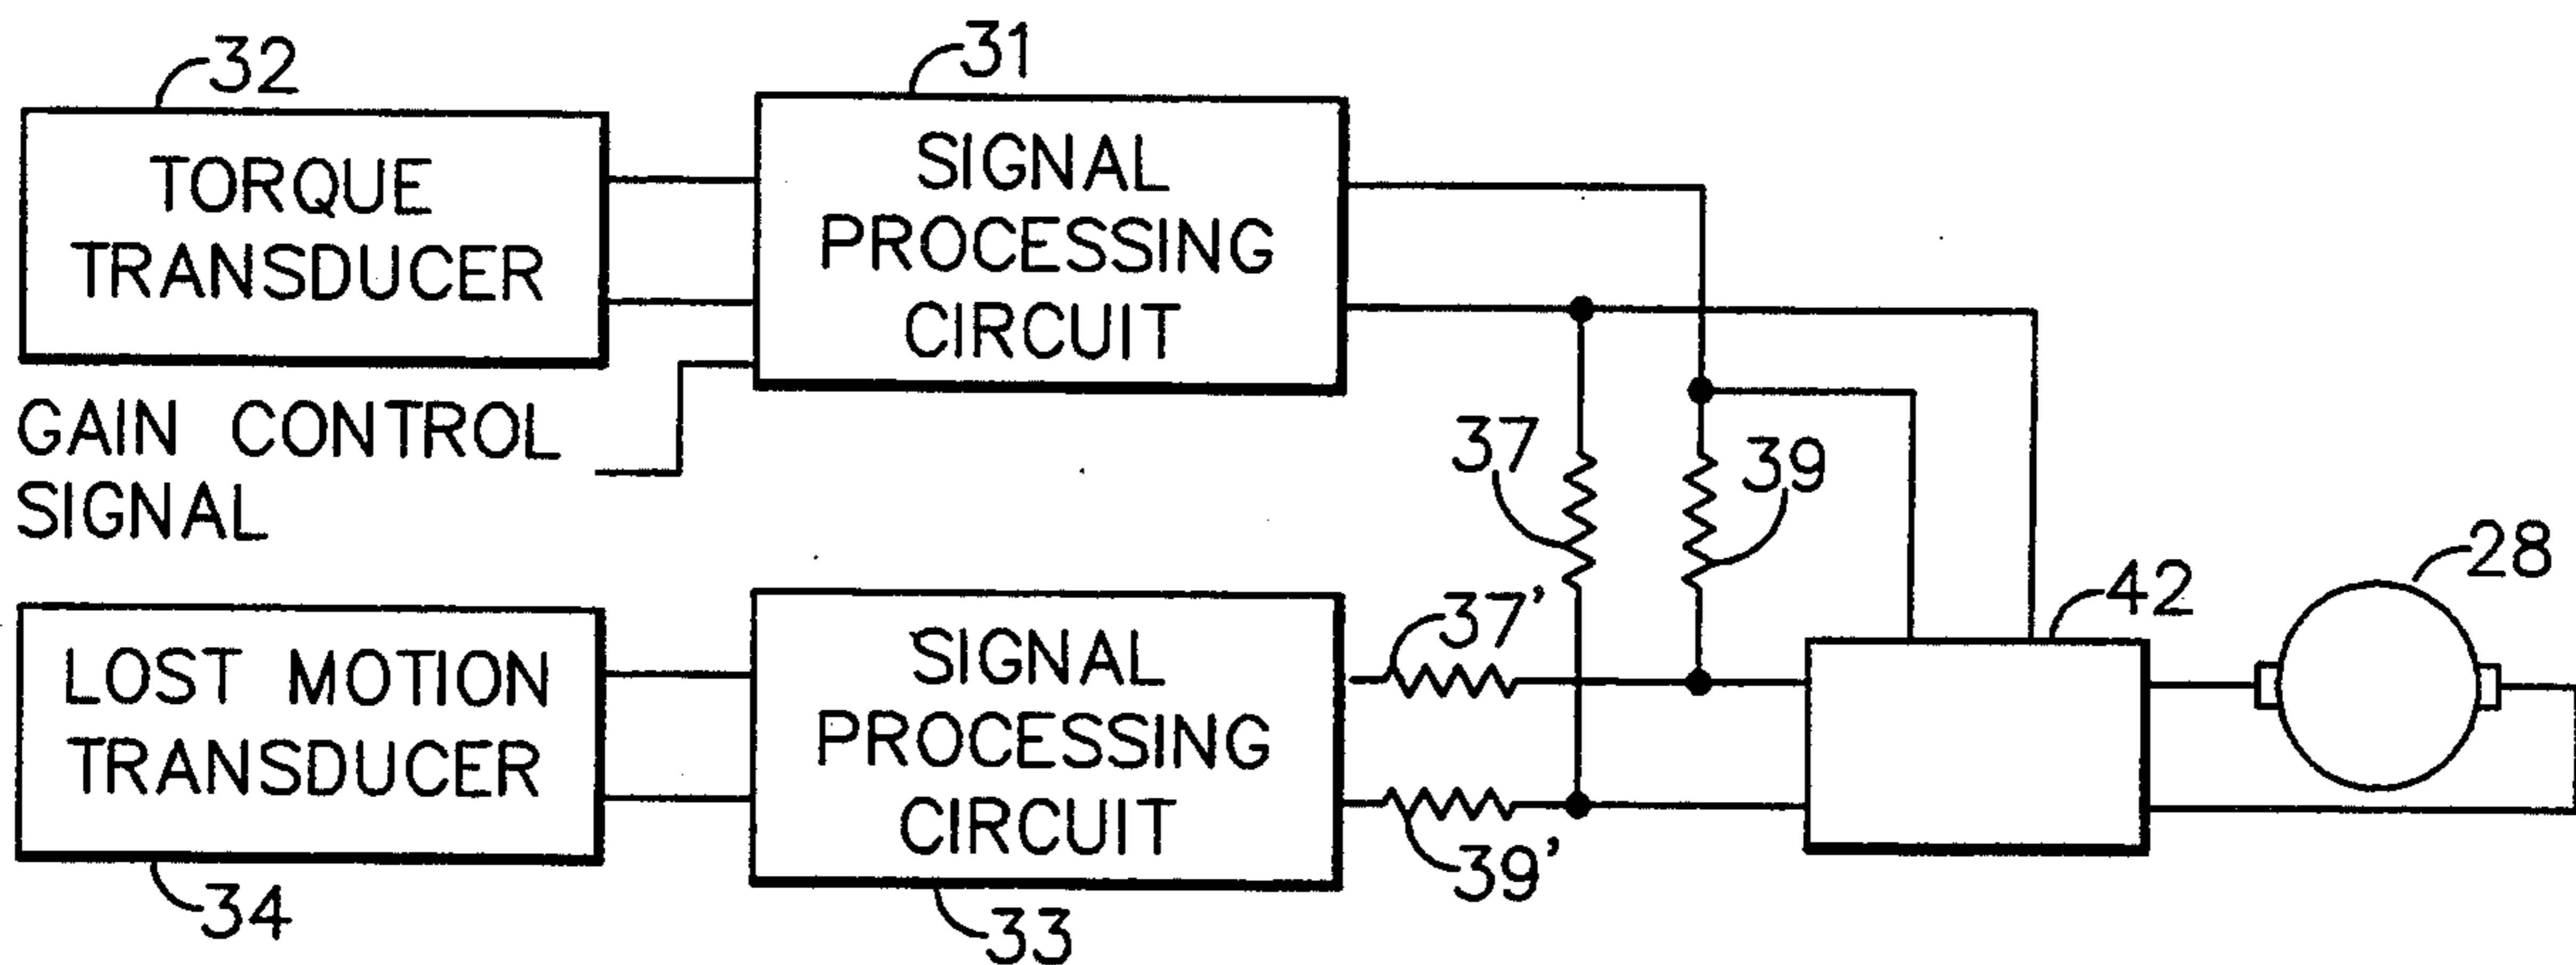 32
31
TORQUE
TRANSDUCER
SIGNAL
PROCESSING
CIRCUIT
GAIN CONTROL
SIGNAL
37
39
28
42
37'
LOST MOTION
TRANSDUCER
SIGNAL
PROCESSING
CIRCUIT
39'
34
33